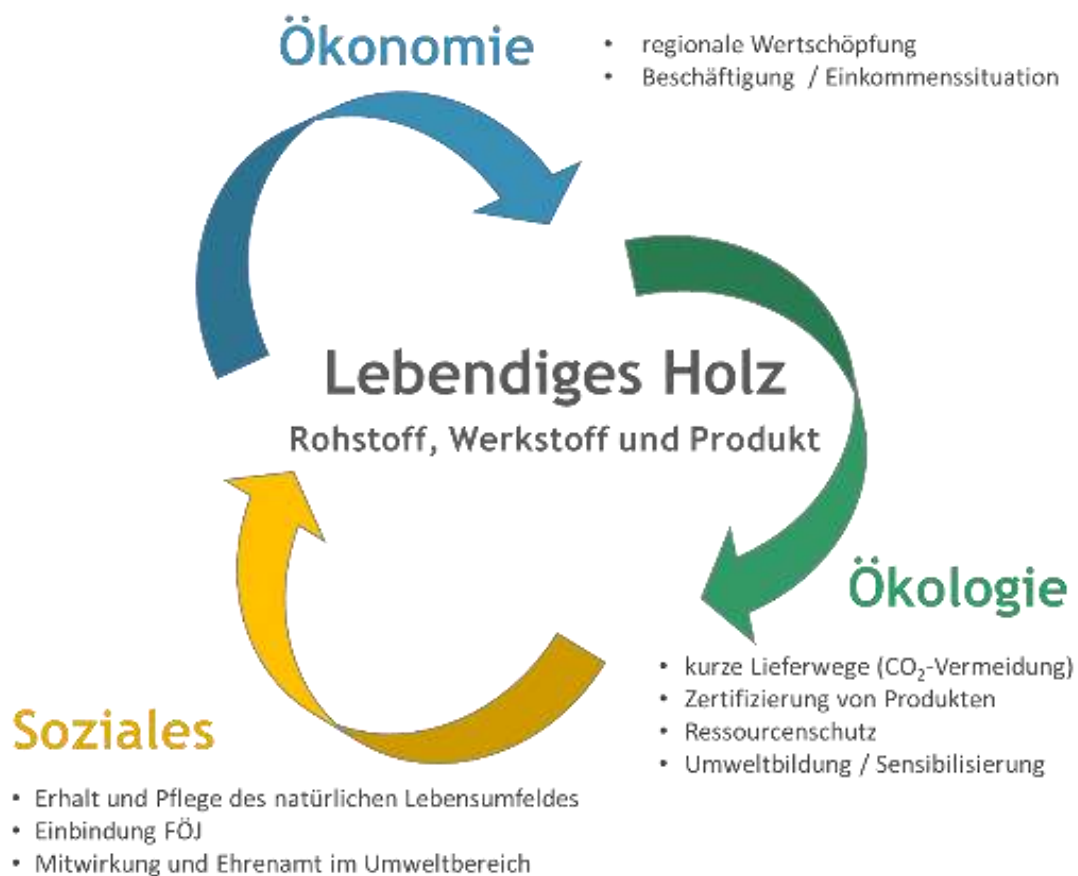 Ökonomie
• regionale Wertschöpfung
• Beschäftigung / Einkommenssituation
Lebendiges Holz
Rohstoff, Werkstoff und Produkt
Ökologie
• kurze Lieferwege (CO₂-Vermeidung)
• Zertifizierung von Produkten
• Ressourcenschutz
• Umweltbildung / Sensibilisierung
Soziales
• Erhalt und Pflege des natürlichen Lebensumfeldes
• Einbindung FÖJ
• Mitwirkung und Ehrenamt im Umweltbereich